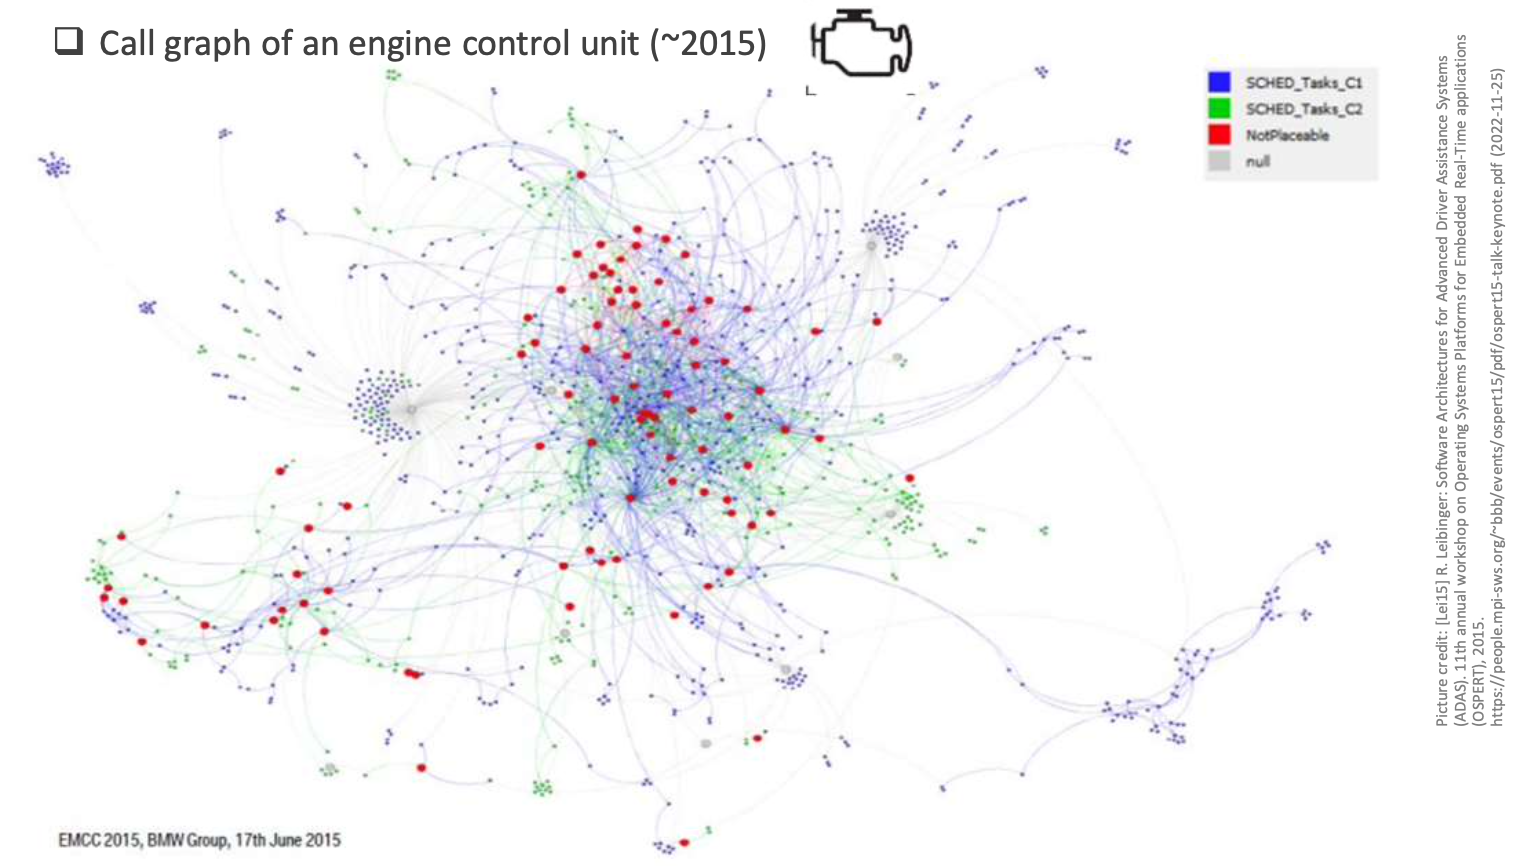 Call graph of an engine control unit (~2015)
SCHED_Tasks_C1
SCHED_Tasks_C2
NotPlaceable
null
EMCC 2015, BMW Group, 17th June 2015
Picture credit: [Lei15] R. Leibinger: Software Architectures for Advanced Driver Assistance Systems
(ADAS). 11th annual workshop on Operating Systems Platforms for Embedded Real-Time applications
(OSPERT), 2015.
https://people.mpi-sws.org/~bbb/events/ospert15/pdf/ospert15-talk-keynote.pdf (2022-11-25)